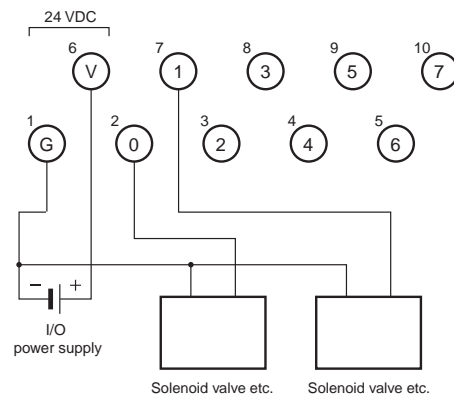 24 VDC
6 7 8 9 10
V 1 3 5 7
1 2 3 4 5
G 0 2 4 6
− +
I/O
power supply
Solenoid valve etc. Solenoid valve etc.